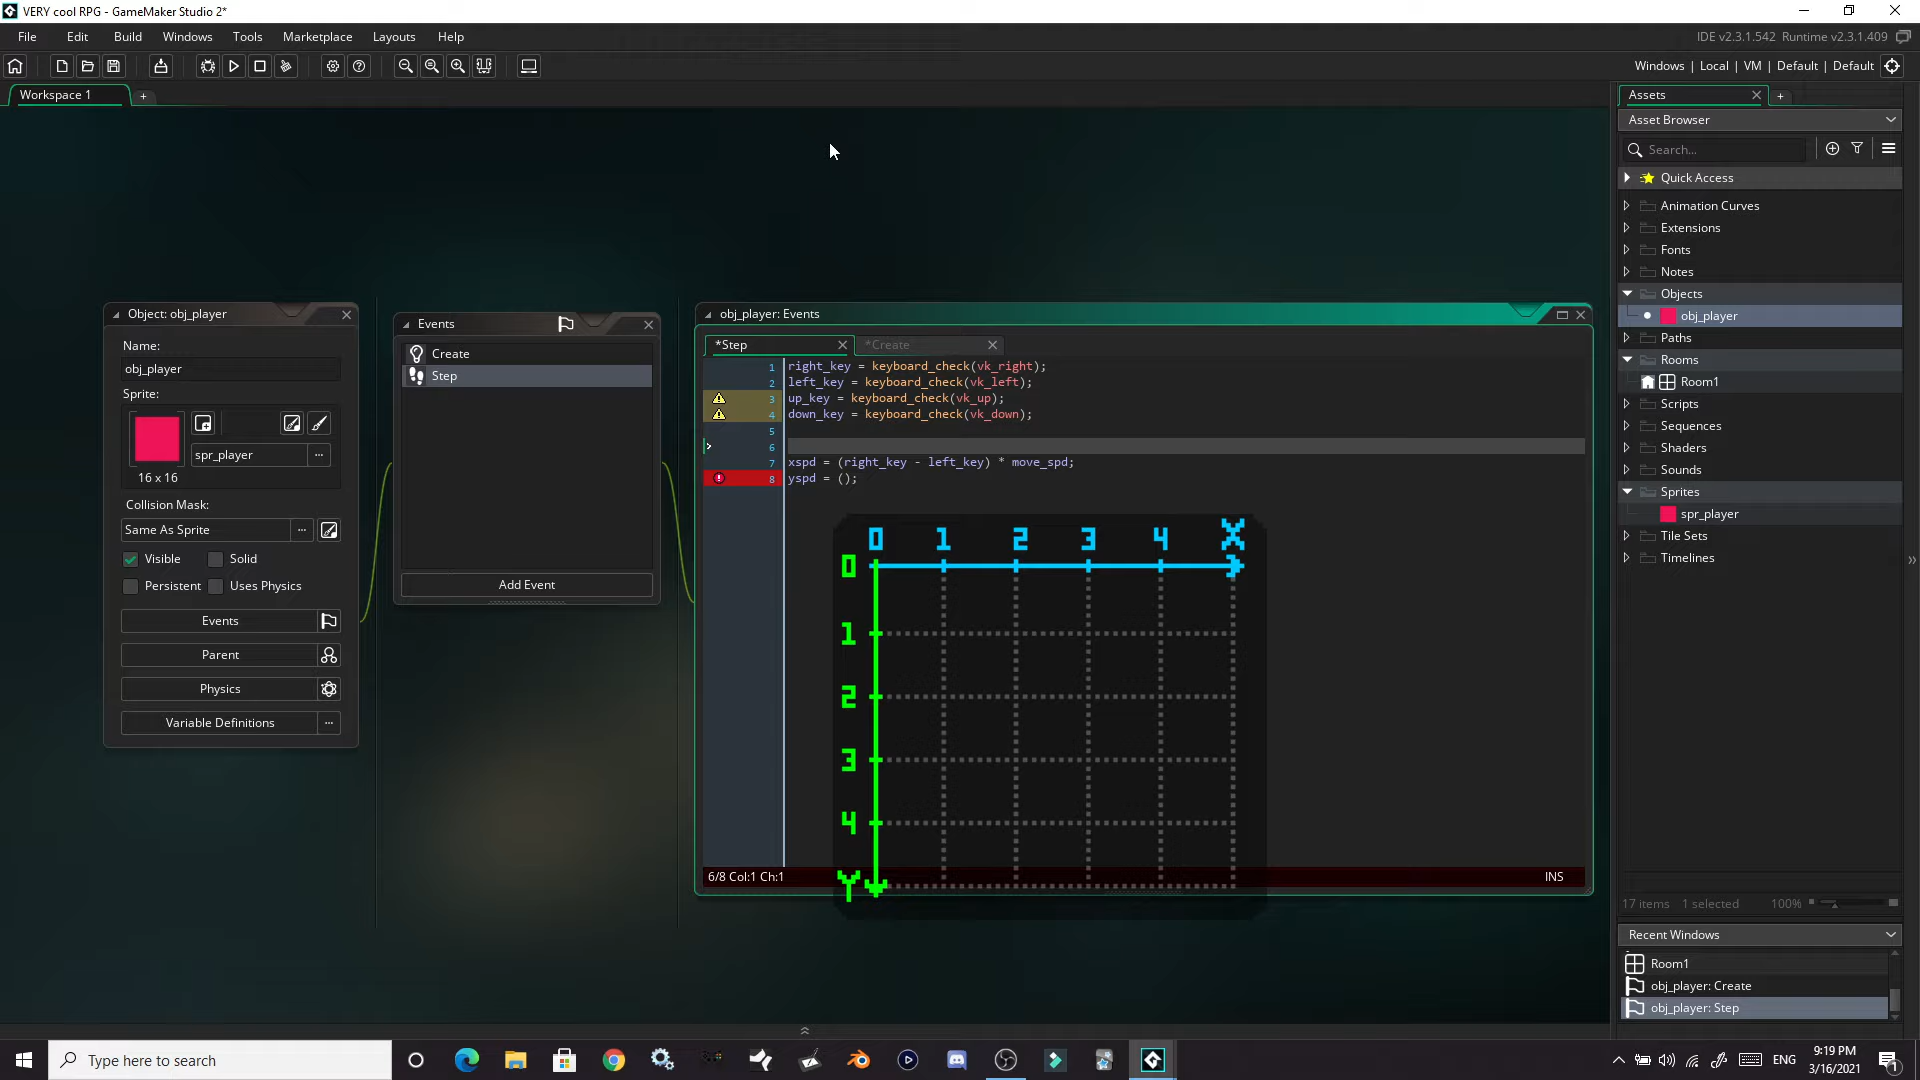 VERY cool RPG - GameMaker Studio 2*
File Edit Build Windows Tools Marketplace Layouts Help
IDE v2.3.1.542 Runtime v2.3.1.409
Windows | Local | VM | Default | Default
Workspace 1
+
Assets
+
Asset Browser
Search...
Quick Access
Animation Curves
Extensions
Fonts
Notes
Objects
obj_player
Paths
Rooms
Room1
Scripts
Sequences
Shaders
Sounds
Sprites
spr_player
Tile Sets
Timelines
17 items 1 selected 100%
Recent Windows
Room1
obj_player: Create
obj_player: Step
Object: obj_player
Name:
obj_player
Sprite:
spr_player
...
16 x 16
Collision Mask:
Same As Sprite
...
Visible
Solid
Persistent
Uses Physics
Events
Parent
Physics
Variable Definitions
...
Events
Create
Step
Add Event
obj_player: Events
*Step
*Create
1 right_key = keyboard_check(vk_right);
2 left_key = keyboard_check(vk_left);
3 up_key = keyboard_check(vk_up);
4 down_key = keyboard_check(vk_down);
5
6
7 xspd = (right_key - left_key) * move_spd;
8 yspd = ();
0 1 2 3 4 X
0
1
2
3
4
Y
6/8 Col:1 Ch:1
INS
Type here to search
ENG
9:19 PM
3/16/2021
1